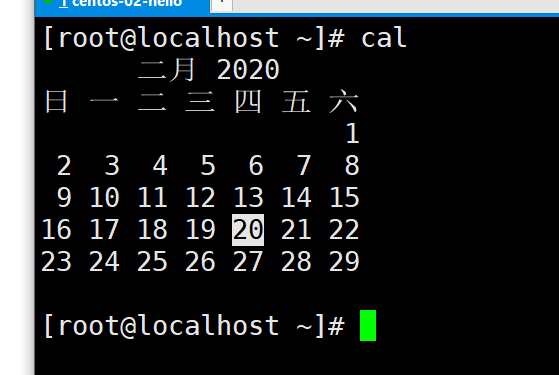 1 centos-02-hello
[root@localhost ~]# cal
二月 2020
日 一 二 三 四 五 六
1
2 3 4 5 6 7 8
9 10 11 12 13 14 15
16 17 18 19 20 21 22
23 24 25 26 27 28 29
[root@localhost ~]#